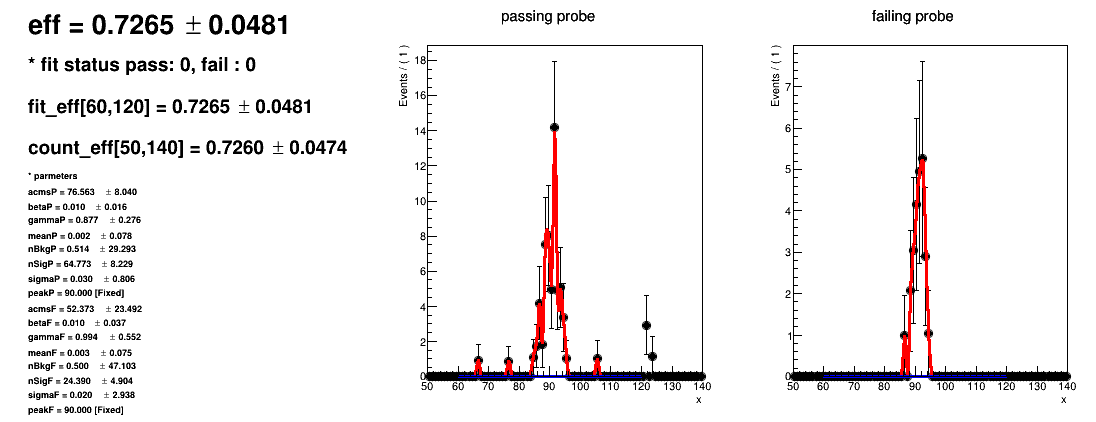 eff = 0.7265 ± 0.0481
* fit status pass: 0, fail : 0
fit_eff[60,120] = 0.7265 ± 0.0481
count_eff[50,140] = 0.7260 ± 0.0474
* parmeters
acmsP = 76.563 ± 8.040
betaP = 0.010 ± 0.016
gammaP = 0.877 ± 0.276
meanP = 0.002 ± 0.078
nBkgP = 0.514 ± 29.293
nSigP = 64.773 ± 8.229
sigmaP = 0.030 ± 0.806
peakP = 90.000 [Fixed]
acmsF = 52.373 ± 23.492
betaF = 0.010 ± 0.037
gammaF = 0.994 ± 0.552
meanF = 0.003 ± 0.075
nBkgF = 0.500 ± 47.103
nSigF = 24.390 ± 4.904
sigmaF = 0.020 ± 2.938
peakF = 90.000 [Fixed]
passing probe
Events / ( 1 )
18
16
14
12
10
8
6
4
2
0
50 60 70 80 90 100 110 120 130 140
x
failing probe
Events / ( 1 )
7
6
5
4
3
2
1
0
50 60 70 80 90 100 110 120 130 140
x